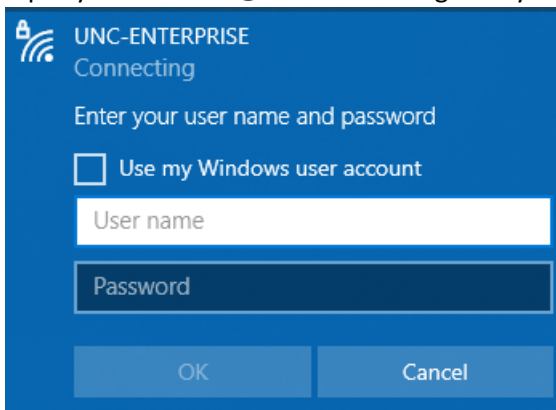 UNC-ENTERPRISE
Connecting
Enter your user name and password
Use my Windows user account
User name
Password
OK
Cancel